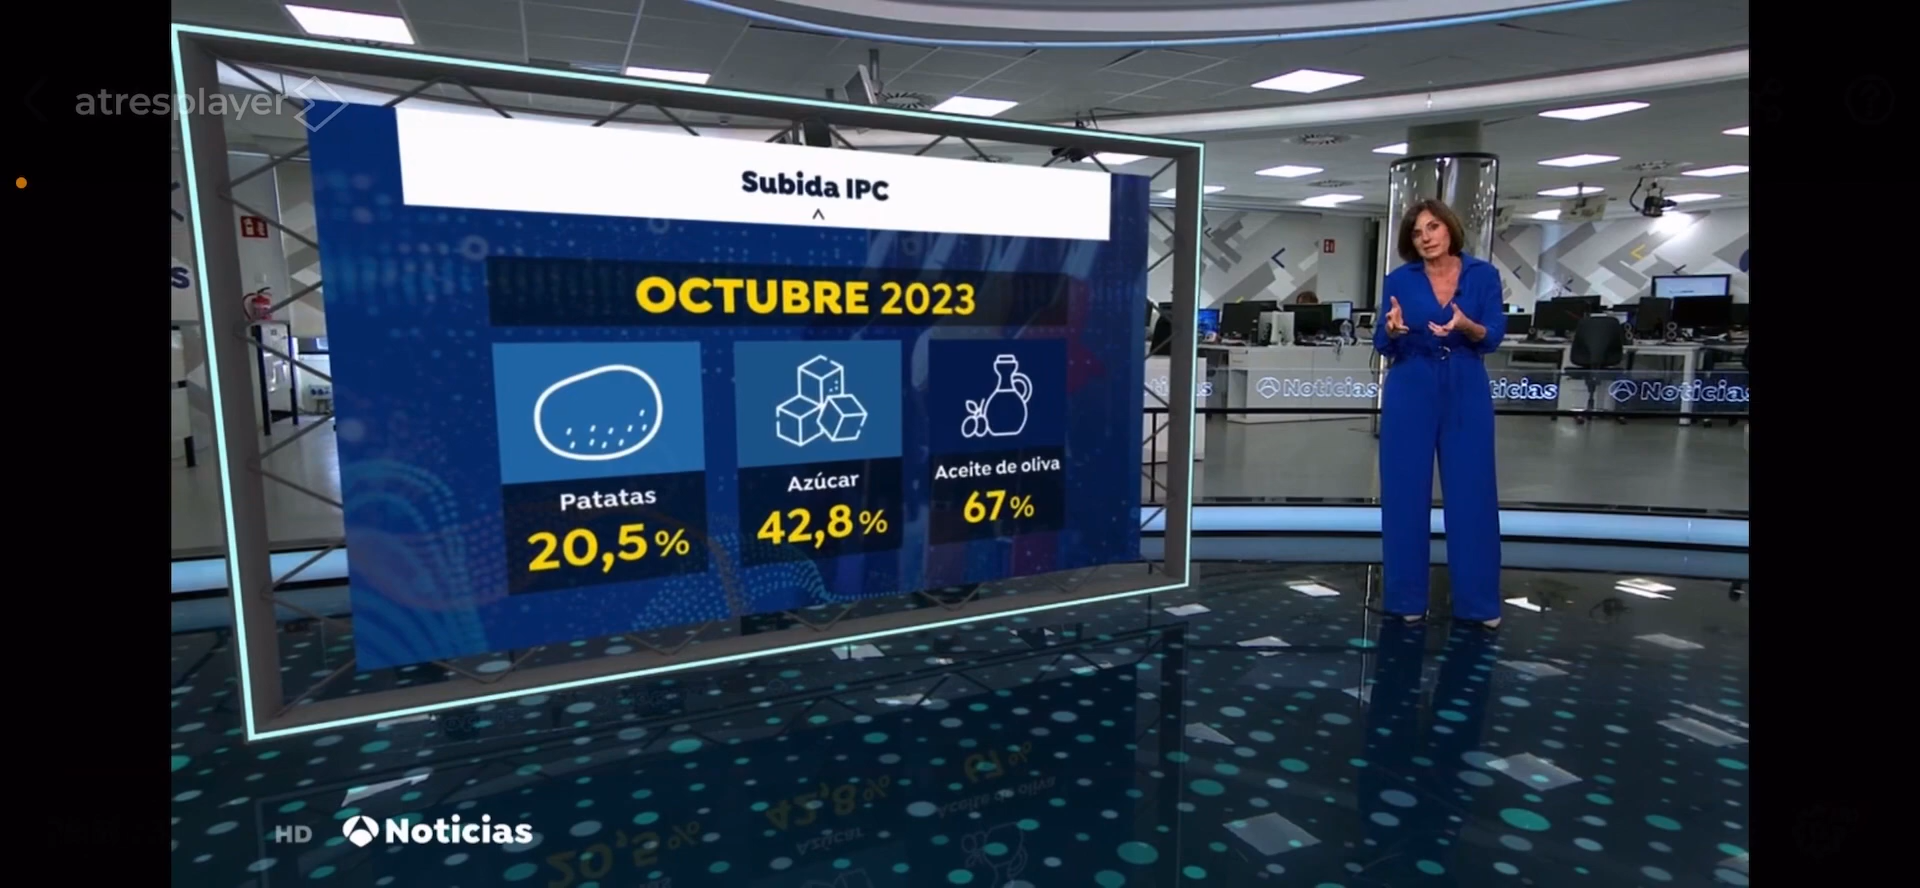 atresplayer
Subida IPC
OCTUBRE 2023
Patatas
20,5%
Azúcar
42,8%
Aceite de oliva
67%
Noticias
Noticias
HD Noticias